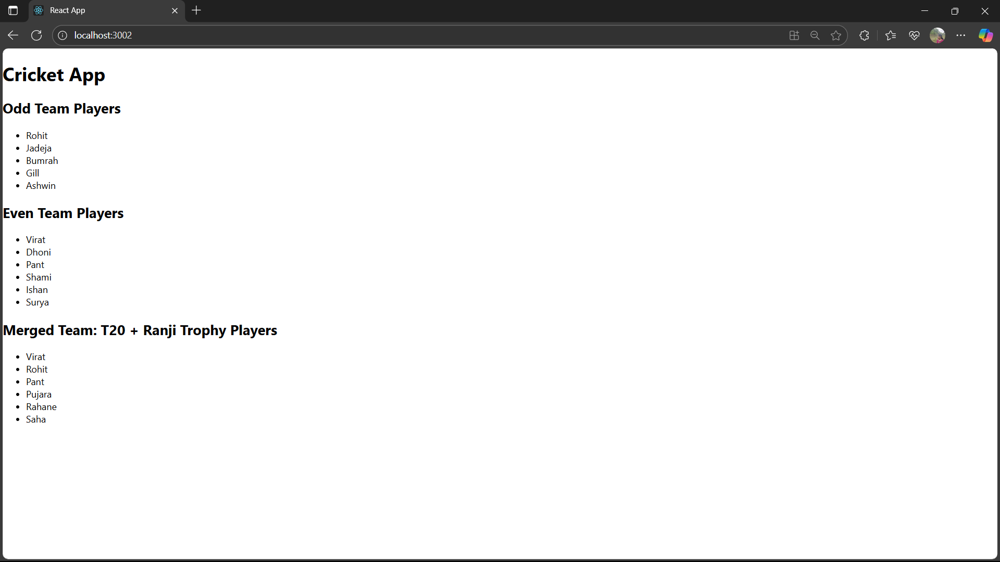 React App
localhost:3002
Cricket App
Odd Team Players
Rohit
Jadeja
Bumrah
Gill
Ashwin
Even Team Players
Virat
Dhoni
Pant
Shami
Ishan
Surya
Merged Team: T20 + Ranji Trophy Players
Virat
Rohit
Pant
Pujara
Rahane
Saha